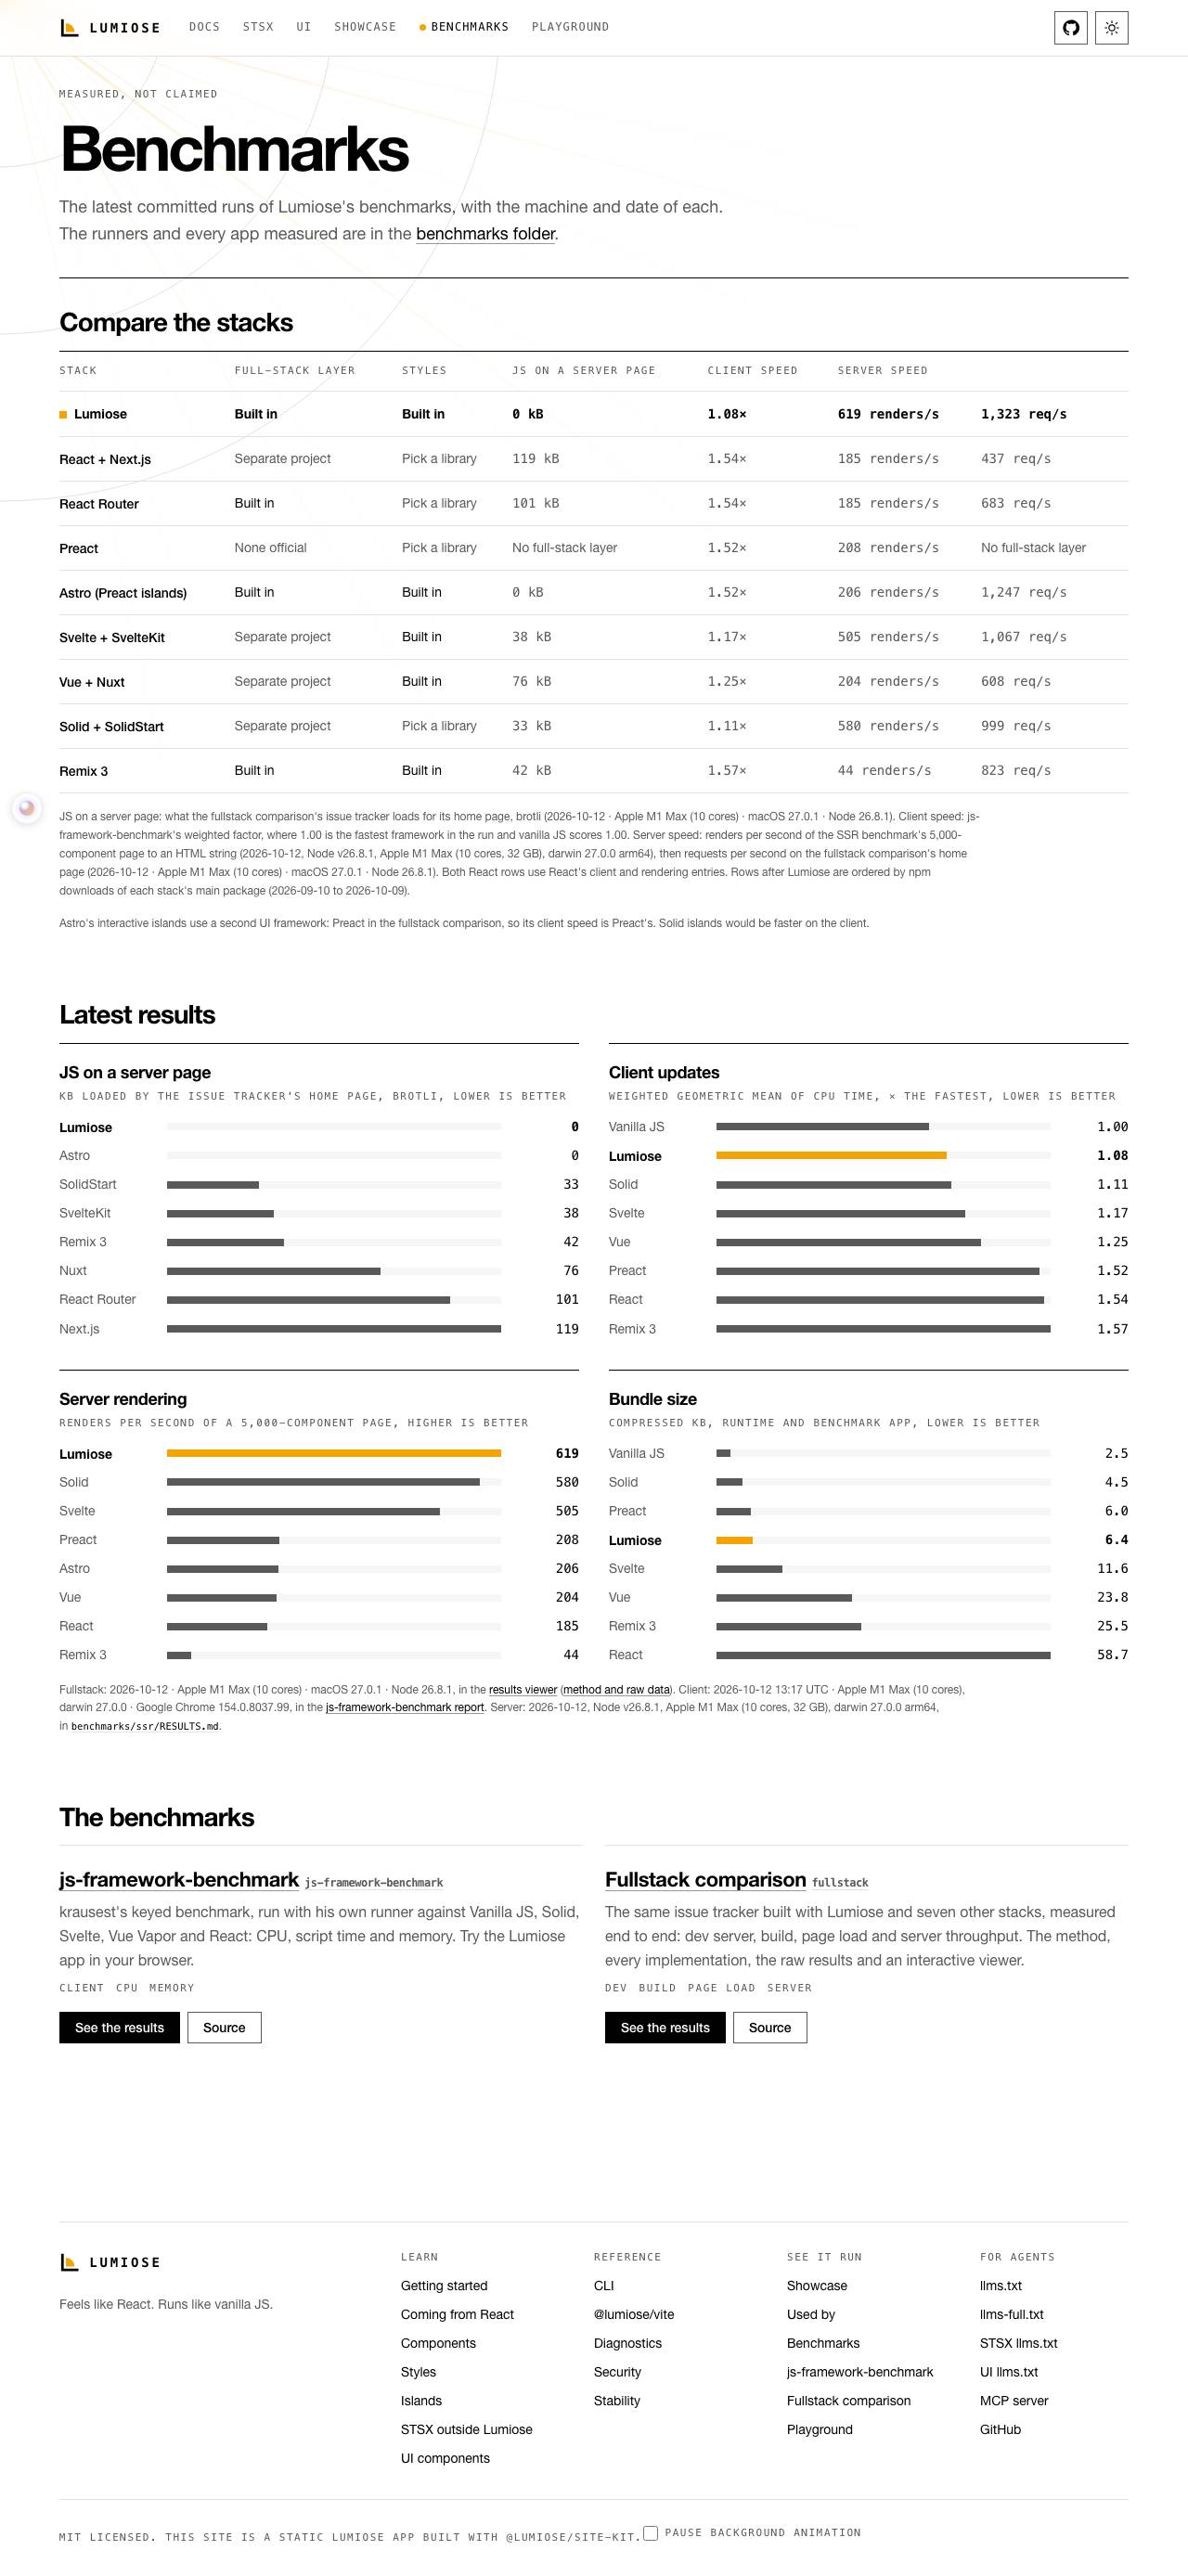 LUMIOSE DOCS STSX UI SHOWCASE BENCHMARKS PLAYGROUND
MEASURED, NOT CLAIMED
Benchmarks
The latest committed runs of Lumiose's benchmarks, with the machine and date of each.
The runners and every app measured are in the benchmarks folder.
Compare the stacks
STACK FULL-STACK LAYER STYLES JS ON A SERVER PAGE CLIENT SPEED SERVER SPEED
Lumiose Built in Built in 0 kB 1.08× 619 renders/s 1,323 req/s
React + Next.js Separate project Pick a library 119 kB 1.54× 185 renders/s 437 req/s
React Router Built in Pick a library 101 kB 1.54× 185 renders/s 683 req/s
Preact None official Pick a library No full-stack layer 1.52× 208 renders/s No full-stack layer
Astro (Preact islands) Built in Built in 0 kB 1.52× 206 renders/s 1,247 req/s
Svelte + SvelteKit Separate project Built in 38 kB 1.17× 505 renders/s 1,067 req/s
Vue + Nuxt Separate project Built in 76 kB 1.25× 204 renders/s 608 req/s
Solid + SolidStart Separate project Pick a library 33 kB 1.11× 580 renders/s 999 req/s
Remix 3 Built in Built in 42 kB 1.57× 44 renders/s 823 req/s
JS on a server page: what the fullstack comparison's issue tracker loads for its home page, brotli (2026-10-12 · Apple M1 Max (10 cores) · macOS 27.0.1 · Node 26.8.1). Client speed: js-
framework-benchmark's weighted factor, where 1.00 is the fastest framework in the run and vanilla JS scores 1.00. Server speed: renders per second of the SSR benchmark's 5,000-
component page to an HTML string (2026-10-12, Node v26.8.1, Apple M1 Max (10 cores, 32 GB), darwin 27.0.0 arm64), then requests per second on the fullstack comparison's home
page (2026-10-12 · Apple M1 Max (10 cores) · macOS 27.0.1 · Node 26.8.1). Both React rows use React's client and rendering entries. Rows after Lumiose are ordered by npm
downloads of each stack's main package (2026-09-10 to 2026-10-09).
Astro's interactive islands use a second UI framework: Preact in the fullstack comparison, so its client speed is Preact's. Solid islands would be faster on the client.
Latest results
JS on a server page
KB LOADED BY THE ISSUE TRACKER'S HOME PAGE, BROTLI, LOWER IS BETTER
Lumiose 0
Astro 0
SolidStart 33
SvelteKit 38
Remix 3 42
Nuxt 76
React Router 101
Next.js 119
Client updates
WEIGHTED GEOMETRIC MEAN OF CPU TIME, × THE FASTEST, LOWER IS BETTER
Vanilla JS 1.00
Lumiose 1.08
Solid 1.11
Svelte 1.17
Vue 1.25
Preact 1.52
React 1.54
Remix 3 1.57
Server rendering
RENDERS PER SECOND OF A 5,000-COMPONENT PAGE, HIGHER IS BETTER
Lumiose 619
Solid 580
Svelte 505
Preact 208
Astro 206
Vue 204
React 185
Remix 3 44
Bundle size
COMPRESSED KB, RUNTIME AND BENCHMARK APP, LOWER IS BETTER
Vanilla JS 2.5
Solid 4.5
Preact 6.0
Lumiose 6.4
Svelte 11.6
Vue 23.8
Remix 3 25.5
React 58.7
Fullstack: 2026-10-12 · Apple M1 Max (10 cores) · macOS 27.0.1 · Node 26.8.1, in the results viewer (method and raw data). Client: 2026-10-12 13:17 UTC · Apple M1 Max (10 cores),
darwin 27.0.0 · Google Chrome 154.0.8037.99, in the js-framework-benchmark report. Server: 2026-10-12, Node v26.8.1, Apple M1 Max (10 cores, 32 GB), darwin 27.0.0 arm64,
in benchmarks/ssr/RESULTS.md.
The benchmarks
js-framework-benchmark js-framework-benchmark
krausest's keyed benchmark, run with his own runner against Vanilla JS, Solid,
Svelte, Vue Vapor and React: CPU, script time and memory. Try the Lumiose
app in your browser.
CLIENT CPU MEMORY
See the results Source
Fullstack comparison fullstack
The same issue tracker built with Lumiose and seven other stacks, measured
end to end: dev server, build, page load and server throughput. The method,
every implementation, the raw results and an interactive viewer.
DEV BUILD PAGE LOAD SERVER
See the results Source
LUMIOSE
Feels like React. Runs like vanilla JS.
LEARN
Getting started
Coming from React
Components
Styles
Islands
STSX outside Lumiose
UI components
REFERENCE
CLI
@lumiose/vite
Diagnostics
Security
Stability
SEE IT RUN
Showcase
Used by
Benchmarks
js-framework-benchmark
Fullstack comparison
Playground
FOR AGENTS
llms.txt
llms-full.txt
STSX llms.txt
UI llms.txt
MCP server
GitHub
MIT LICENSED. THIS SITE IS A STATIC LUMIOSE APP BUILT WITH @LUMIOSE/SITE-KIT. PAUSE BACKGROUND ANIMATION